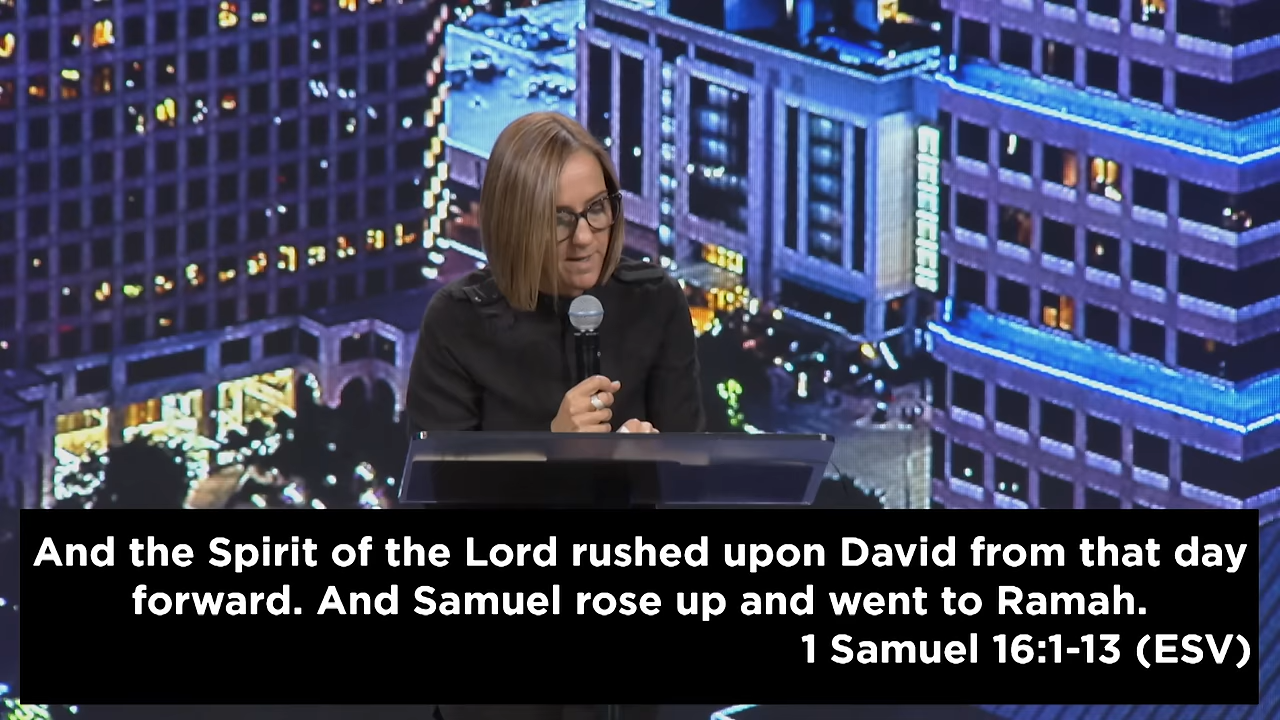 And the Spirit of the Lord rushed upon David from that day
forward. And Samuel rose up and went to Ramah.
1 Samuel 16:1-13 (ESV)